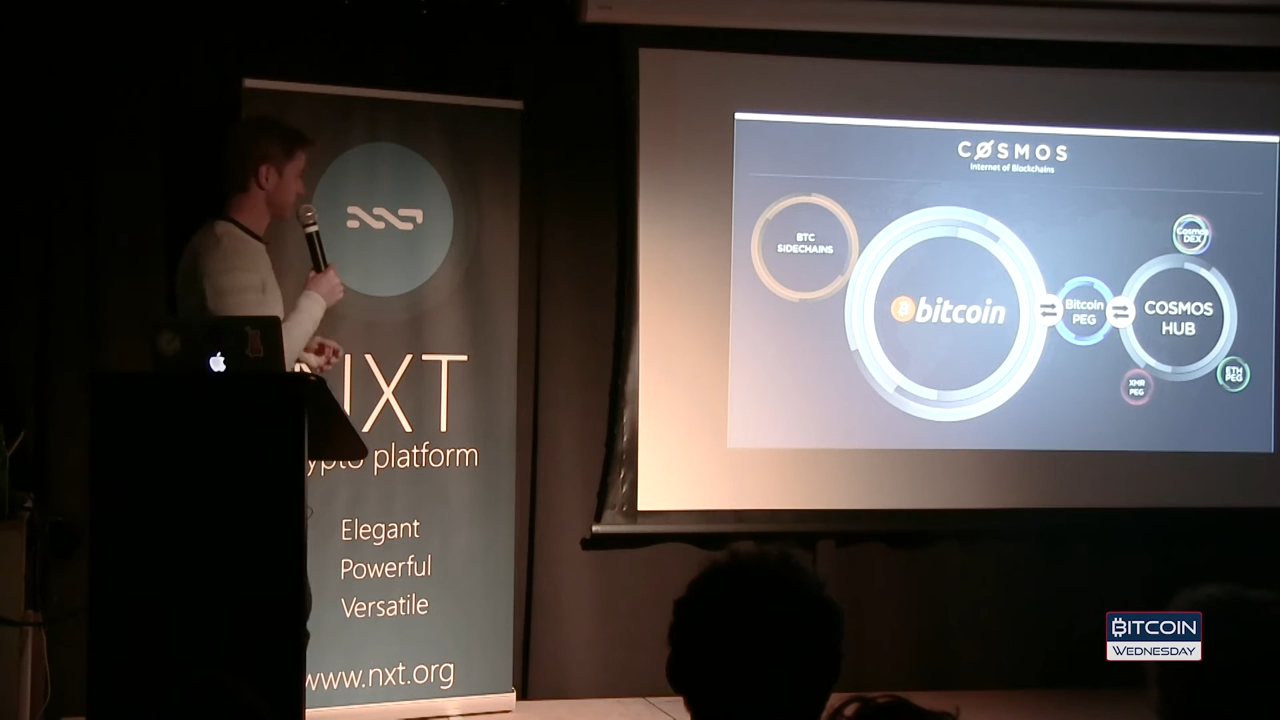 NXT
ypto platform
Elegant
Powerful
Versatile
www.nxt.org
COSMOS
Internet of Blockchains
BTC
SIDECHAINS
bitcoin
Bitcoin
PEG
Cosmos
DEX
COSMOS
HUB
XMR
PEG
ETH
PEG
BITCOIN
WEDNESDAY